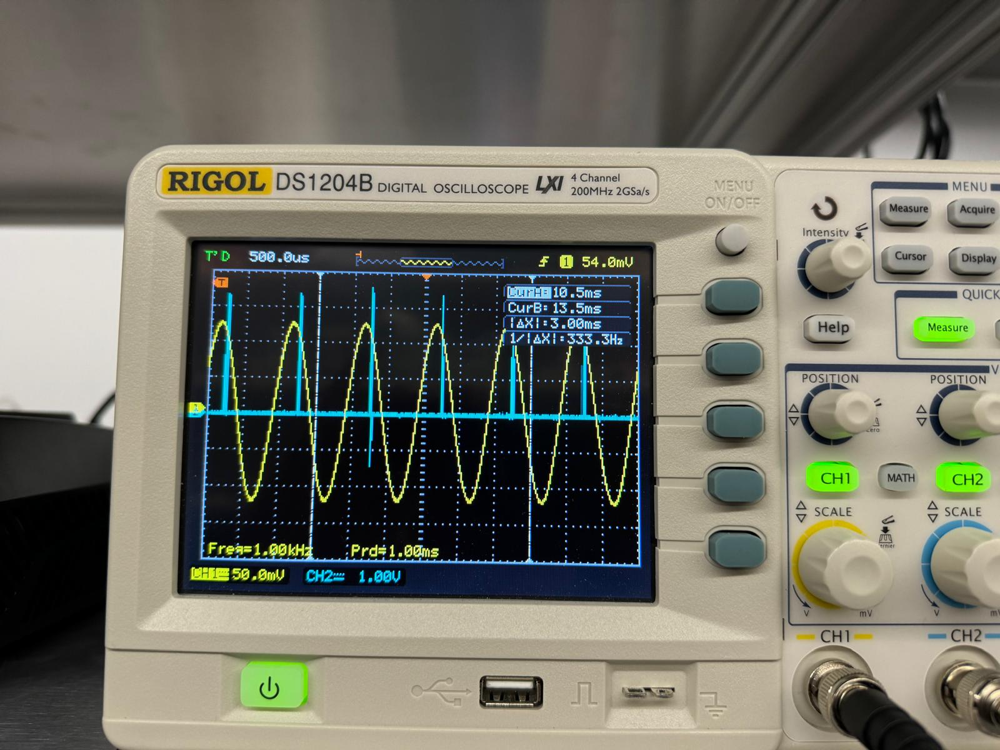 RIGOL DS1204B DIGITAL OSCILLOSCOPE LXI 4 Channel
200MHz 2GSa/s
MENU
ON/OFF
T'D 500.0us 1 54.0mV
T
CurA: 10.5ms
CurB: 13.5ms
|ΔX|: 3.00ms
1/|ΔX|: 333.3Hz
Freq=1.00kHz Prd=1.00ms
CH1 50.0mV CH2 1.00V
MENU
Intensity
Measure
Acquire
Cursor
Display
QUICK
Help
Measure
V
POSITION
POSITION
CH1
MATH
CH2
SCALE
SCALE
V
mV
V
CH1
CH2